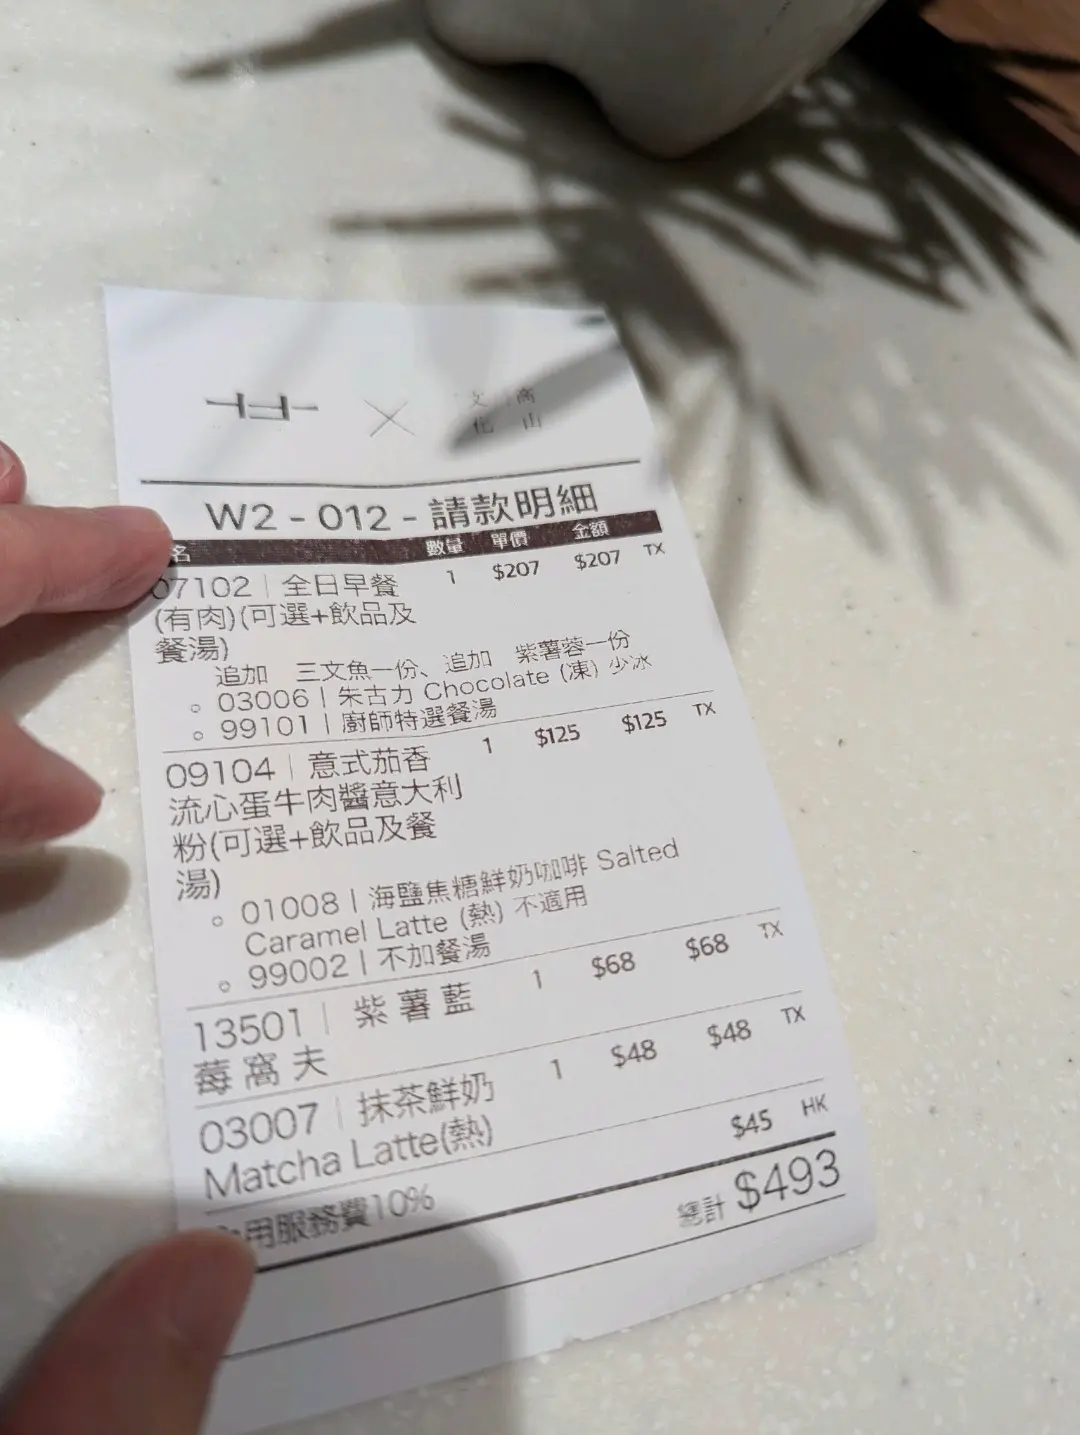 文 高
化 山
W2 - 012 - 請款明細
名 數量 單價 金額
07102 | 全日早餐 1 $207 $207 TX
(有肉)(可選+飲品及
餐湯)
追加 三文魚一份、追加 紫薯蓉一份
。 03006 | 朱古力 Chocolate (凍) 少冰
。 99101 | 廚師特選餐湯
09104 | 意式茄香 1 $125 $125 TX
流心蛋牛肉醬意大利
粉(可選+飲品及餐
湯)
。 01008 | 海鹽焦糖鮮奶咖啡 Salted
Caramel Latte (熱) 不適用
。 99002 | 不加餐湯
13501 | 紫薯藍 1 $68 $68 TX
莓窩夫
03007 | 抹茶鮮奶 1 $48 $48 TX
Matcha Latte(熱)
用服務費10% $45 HK
總計 $493